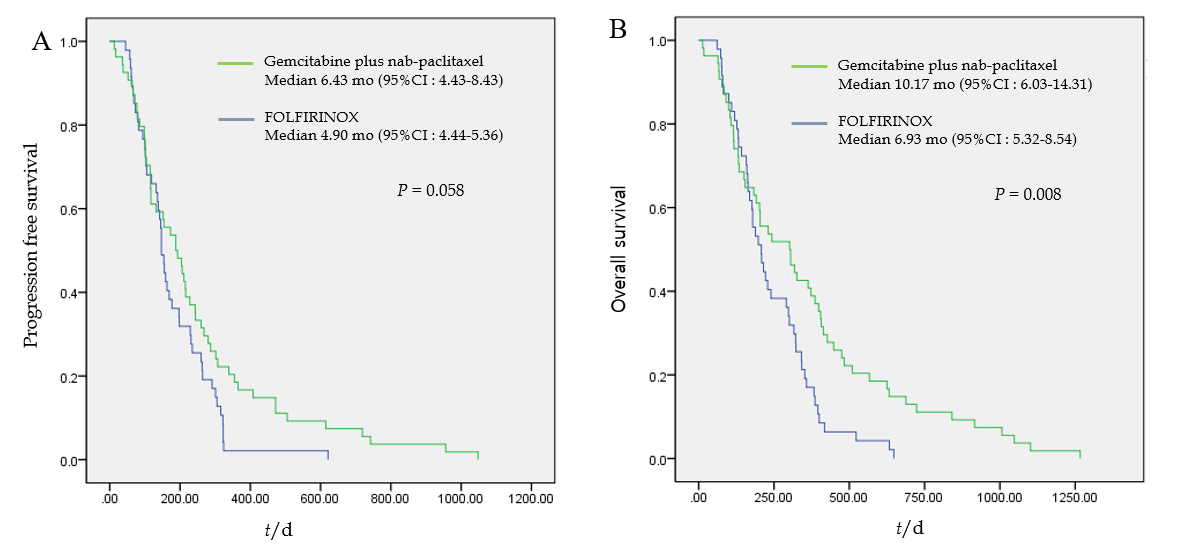 A
Progression free survival
1.0
0.8
0.6
0.4
0.2
0.0
Gemcitabine plus nab-paclitaxel
Median 6.43 mo (95%CI : 4.43-8.43)
FOLFIRINOX
Median 4.90 mo (95%CI : 4.44-5.36)
P = 0.058
.00 200.00 400.00 600.00 800.00 1000.00 1200.00
t/d
B
Overall survival
1.0
0.8
0.6
0.4
0.2
0.0
Gemcitabine plus nab-paclitaxel
Median 10.17 mo (95%CI : 6.03-14.31)
FOLFIRINOX
Median 6.93 mo (95%CI : 5.32-8.54)
P = 0.008
.00 250.00 500.00 750.00 1000.00 1250.00
t/d